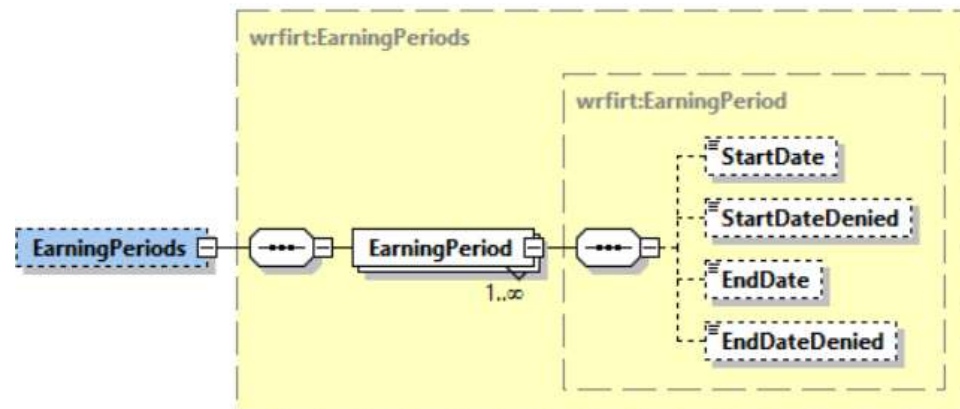 wrfirt:EarningPeriods
wrfirt:EarningPeriod
StartDate
StartDateDenied
EarningPeriods
EarningPeriod
1..∞
EndDate
EndDateDenied